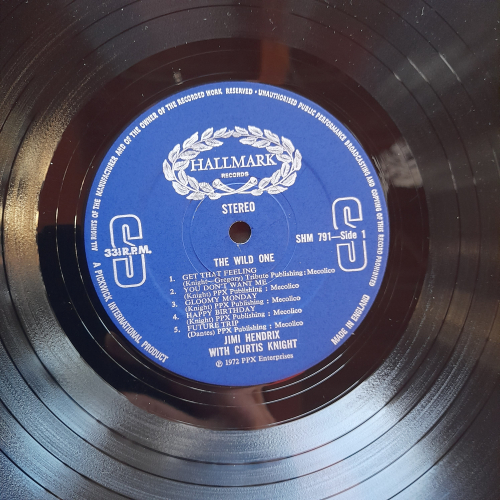 ALL RIGHTS OF THE MANUFACTURER AND OF THE OWNER OF THE RECORDED WORK RESERVED · UNAUTHORISED PUBLIC PERFORMANCE BROADCASTING AND COPYING OF THIS RECORD PROHIBITED
HALLMARK
RECORDS
STEREO
S
33⅓ R.P.M.
S
SHM 791—Side 1
THE WILD ONE
1. GET THAT FEELING
(Knight—Gregory) Tribute Publishing: Mecolico
2. YOU DON'T WANT ME
(Knight) PPX Publishing : Mecolico
3. GLOOMY MONDAY
(Knight) PPX Publishing : Mecolico
4. HAPPY BIRTHDAY
(Knight) PPX Publishing : Mecolico
5. FUTURE TRIP
(Dantes) PPX Publishing : Mecolico
JIMI HENDRIX
WITH CURTIS KNIGHT
℗ 1972 PPX Enterprises
A PICKWICK INTERNATIONAL PRODUCT
MADE IN ENGLAND